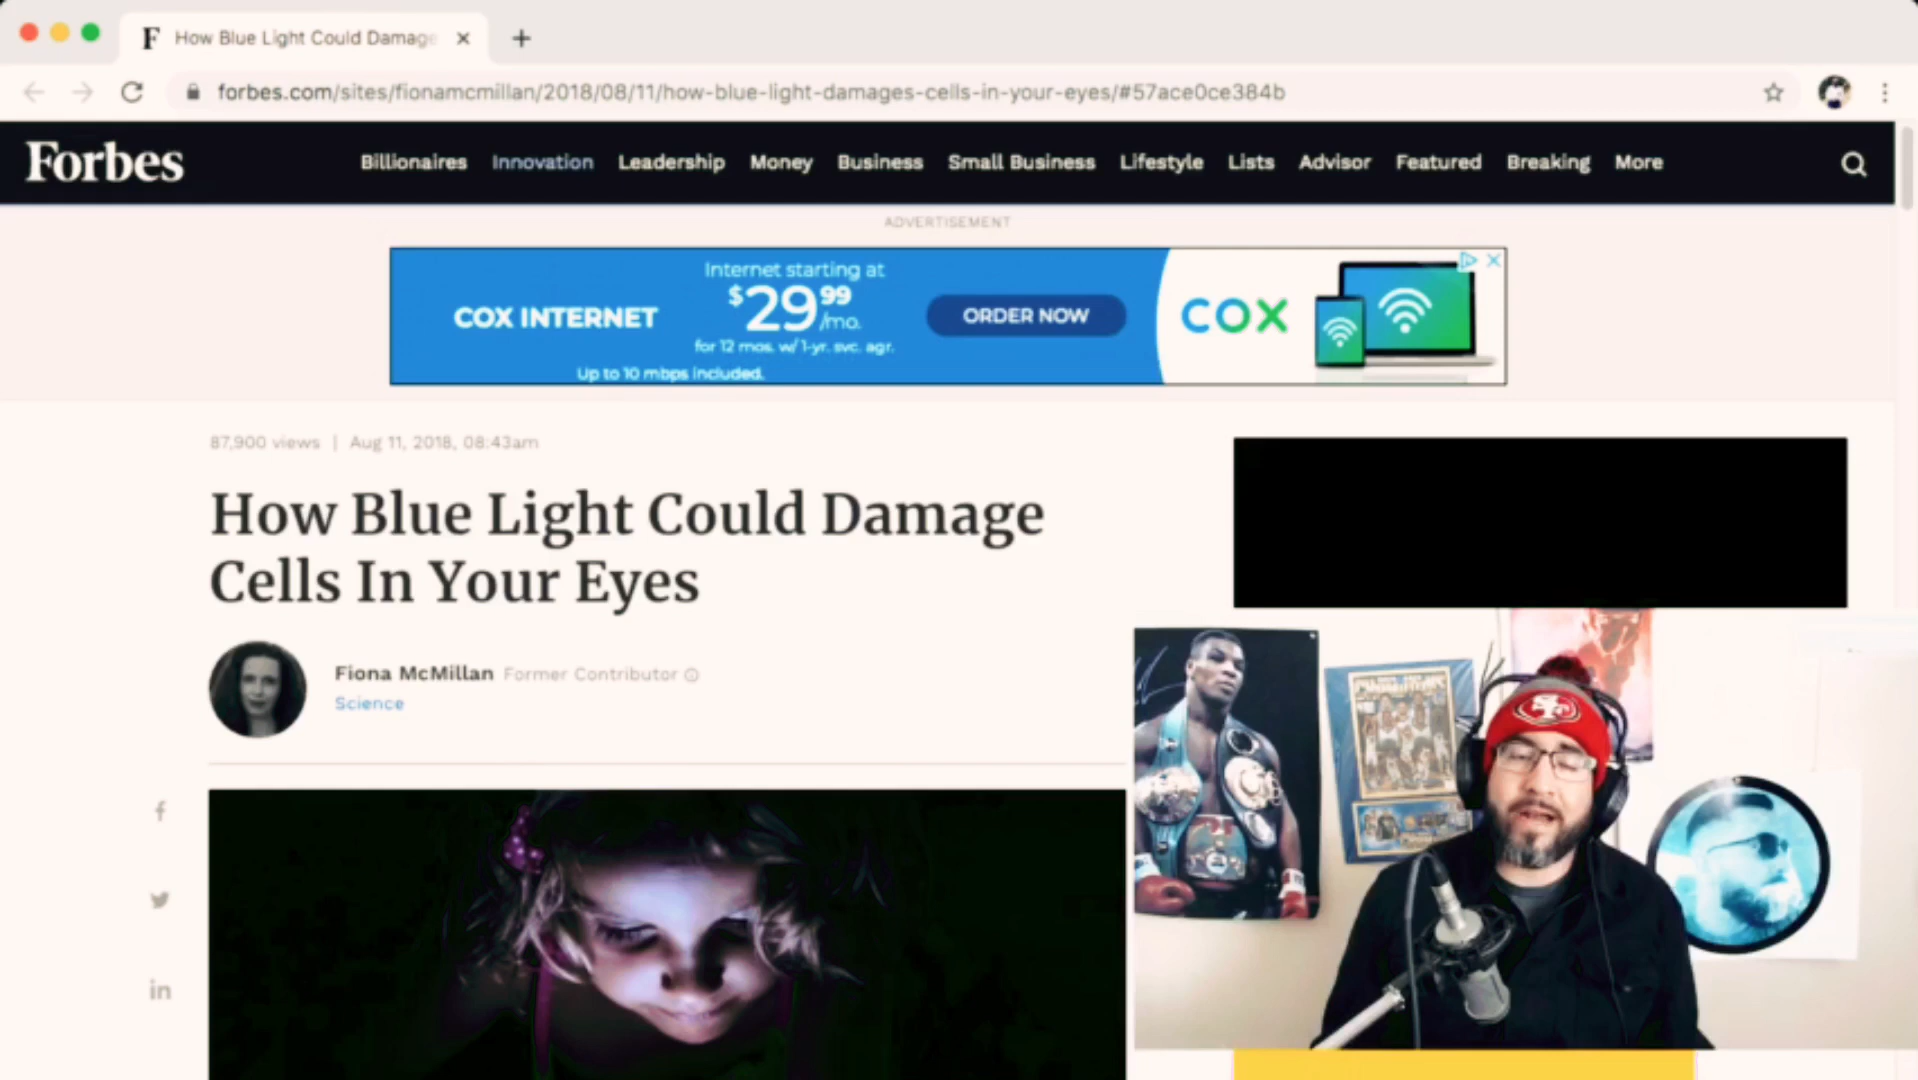 F How Blue Light Could Damage
forbes.com/sites/fionamcmillan/2018/08/11/how-blue-light-damages-cells-in-your-eyes/#57ace0ce384b
Forbes Billionaires Innovation Leadership Money Business Small Business Lifestyle Lists Advisor Featured Breaking More
ADVERTISEMENT
COX INTERNET
Internet starting at
$29.99/mo.
for 12 mos. w/ 1-yr. svc. agr.
Up to 10 mbps included.
ORDER NOW
COX
87,900 views | Aug 11, 2018, 08:43am
How Blue Light Could Damage
Cells In Your Eyes
Fiona McMillan Former Contributor
Science
f
in
SF